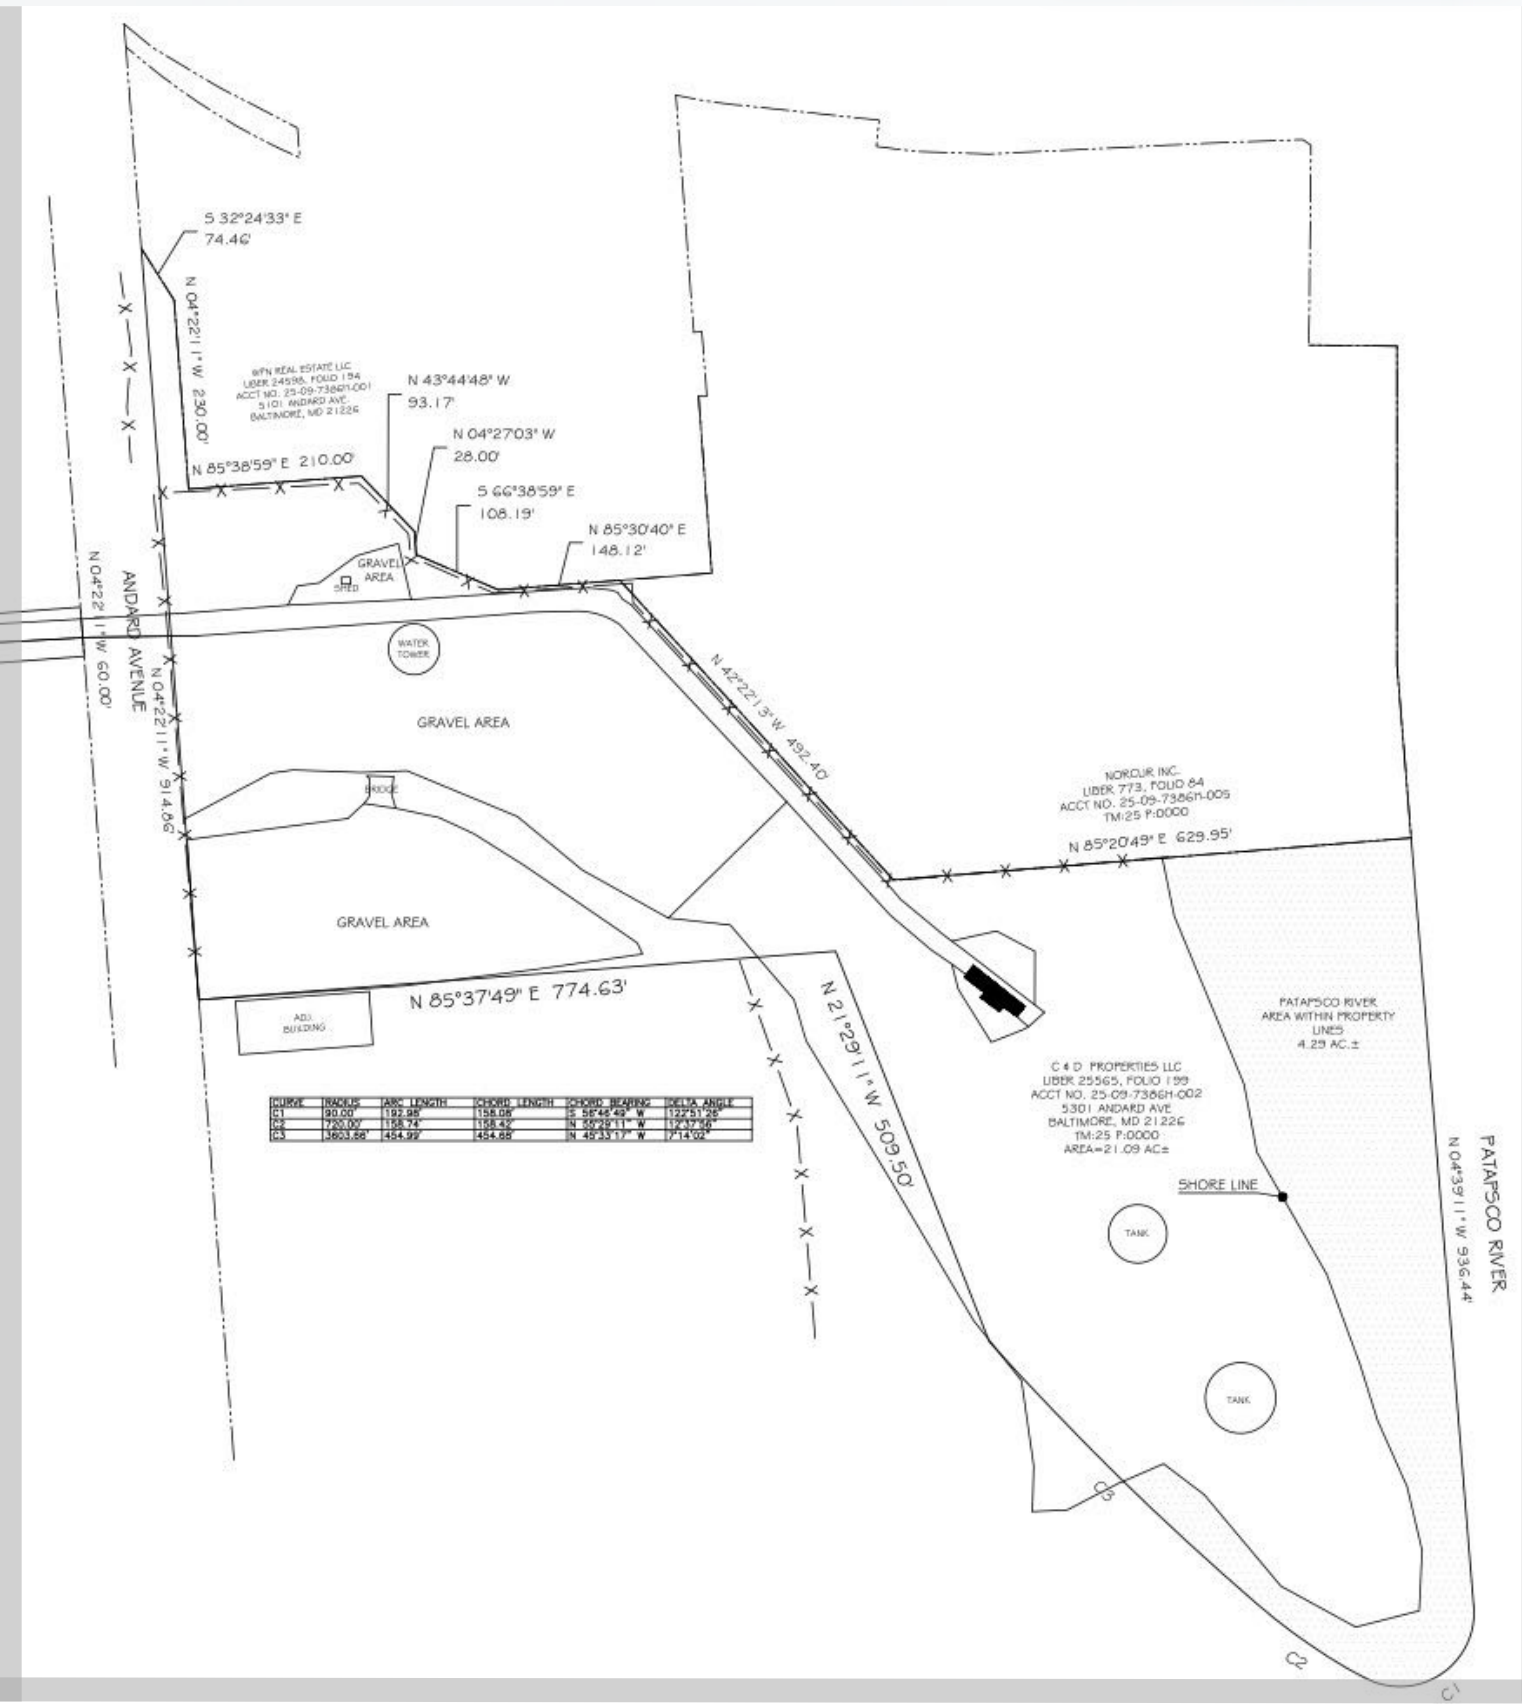 S 32°24'33" E
74.46'
N 04°22'11" W 230.00'
WPN REAL ESTATE LLC
LIBER 24598, FOLIO 194
ACCT NO. 25-09-7386H-001
5101 ANDARD AVE.
BALTIMORE, MD 21226
N 43°44'48" W
93.17'
N 04°27'03" W
28.00'
N 85°38'59" E 210.00'
S 66°38'59" E
108.19'
N 85°30'40" E
148.12'
GRAVEL
AREA
SHED
N 04°22'11" W 60.00'
ANDARD AVENUE
N 04°22'11" W 914.86'
WATER
TOWER
GRAVEL AREA
N 42°22'13" W 492.40'
BRIDGE
NORCUR INC.
LIBER 773, FOLIO 84
ACCT NO. 25-09-7386H-005
TM:25 P:0000
N 85°20'49" E 629.95'
GRAVEL AREA
N 85°37'49" E 774.63'
ADJ.
BUILDING
N 21°29'11" W 509.50'
PATAPSCO RIVER
AREA WITHIN PROPERTY
LINES
4.29 AC.±
C & D PROPERTIES LLC
LIBER 25565, FOLIO 199
ACCT NO. 25-09-7386H-002
5301 ANDARD AVE
BALTIMORE, MD 21226
TM:25 P:0000
AREA=21.09 AC±
CURVE RADIUS ARC LENGTH CHORD LENGTH CHORD BEARING DELTA ANGLE
C1 90.00' 192.98' 158.08' S 56°46'49" W 122°51'26"
C2 720.00' 158.74' 158.42' N 55°29'11" W 12°37'56"
C3 3603.86' 454.99' 454.68' N 45°33'17" W 7°14'02"
SHORE LINE
TANK
PATAPSCO RIVER
N 04°39'11" W 936.44'
TANK
C3
C2
C1